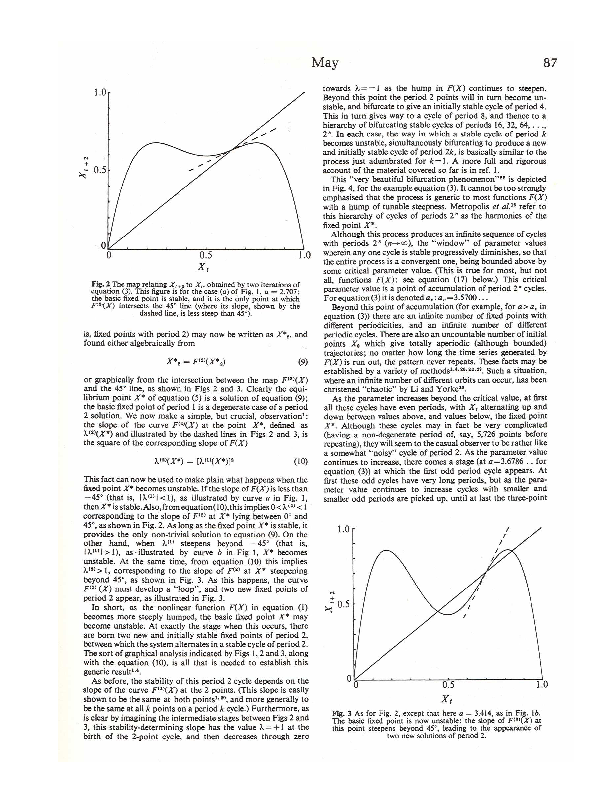 May
87
1.0
X t+2
0.5
0
0
0.5
1.0
X t
Fig. 2 The map relating X t+2 to X t, obtained by two iterations of
equation (3). This figure is for the case (a) of Fig. 1, a = 2.707:
the basic fixed point is stable, and it is the only point at which
F⁽²⁾(X) intersects the 45° line (where its slope, shown by the
dashed line, is less steep than 45°).
is, fixed points with period 2) may now be written as X*₂, and
found either algebraically from
X*₂ = F⁽²⁾(X*₂) (9)
or graphically from the intersection between the map F⁽²⁾(X)
and the 45° line, as shown in Figs 2 and 3. Clearly the equi-
librium point X* of equation (5) is a solution of equation (9);
the basic fixed point of period 1 is a degenerate case of a period
2 solution. We now make a simple, but crucial, observation¹:
the slope of the curve F⁽²⁾(X) at the point X*, defined as
λ⁽²⁾(X*) and illustrated by the dashed lines in Figs 2 and 3, is
the square of the corresponding slope of F(X)
λ⁽²⁾(X*) = [λ⁽¹⁾(X*)]² (10)
This fact can now be used to make plain what happens when the
fixed point X* becomes unstable. If the slope of F(X) is less than
−45° (that is, |λ⁽¹⁾|<1), as illustrated by curve a in Fig. 1,
then X* is stable. Also, from equation (10), this implies 0<λ⁽²⁾<1
corresponding to the slope of F⁽²⁾ at X* lying between 0° and
45°, as shown in Fig. 2. As long as the fixed point X* is stable, it
provides the only non-trivial solution to equation (9). On the
other hand, when λ⁽¹⁾ steepens beyond −45° (that is,
|λ⁽¹⁾|>1), as illustrated by curve b in Fig 1, X* becomes
unstable. At the same time, from equation (10) this implies
λ⁽²⁾>1, corresponding to the slope of F⁽²⁾ at X* steepening
beyond 45°, as shown in Fig. 3. As this happens, the curve
F⁽²⁾(X) must develop a "loop", and two new fixed points of
period 2 appear, as illustrated in Fig. 3.
In short, as the nonlinear function F(X) in equation (1)
becomes more steeply humped, the basic fixed point X* may
become unstable. At exactly the stage when this occurs, there
are born two new and initially stable fixed points of period 2,
between which the system alternates in a stable cycle of period 2.
The sort of graphical analysis indicated by Figs 1, 2 and 3, along
with the equation (10), is all that is needed to establish this
generic result
As before, the stability of this period 2 cycle depends on the
slope of the curve F⁽²⁾(X) at the 2 points. (This slope is easily
shown to be the same at both points, and more generally to
be the same at all k points on a period k cycle.) Furthermore, as
is clear by imagining the intermediate stages between Figs 2 and
3, this stability-determining slope has the value λ=+1 at the
birth of the 2-point cycle, and then decreases through zero
towards λ=−1 as the hump in F(X) continues to steepen.
Beyond this point the period 2 points will in turn become un-
stable, and bifurcate to give an initially stable cycle of period 4.
This in turn gives way to a cycle of period 8, and thence to a
hierarchy of bifurcating stable cycles of periods 16, 32, 64, . . .,
2ⁿ. In each case, the way in which a stable cycle of period k
becomes unstable, simultaneously bifurcating to produce a new
and initially stable cycle of period 2k, is basically similar to the
process just adumbrated for k=1. A more full and rigorous
account of the material covered so far is in ref. 1.
This "very beautiful bifurcation phenomenon" is depicted
in Fig. 4, for the example equation (3). It cannot be too strongly
emphasised that the process is generic to most functions F(X)
with a hump of tunable steepness. Metropolis et al. refer to
this hierarchy of cycles of periods 2ⁿ as the harmonics of the
fixed point X*.
Although this process produces an infinite sequence of cycles
with periods 2ⁿ (n→∞), the "window" of parameter values
wherein any one cycle is stable progressively diminishes, so that
the entire process is a convergent one, being bounded above by
some critical parameter value. (This is true for most, but not
all, functions F(X): see equation (17) below.) This critical
parameter value is a point of accumulation of period 2ⁿ cycles.
For equation (3) it is denoted a_c: a_c=3.5700 . . .
Beyond this point of accumulation (for example, for a>a_c in
equation (3)) there are an infinite number of fixed points with
different periodicities, and an infinite number of different
periodic cycles. There are also an uncountable number of initial
points X₀ which give totally aperiodic (although bounded)
trajectories; no matter how long the time series generated by
F(X) is run out, the pattern never repeats. These facts may be
established by a variety of methods. Such a situation,
where an infinite number of different orbits can occur, has been
christened "chaotic" by Li and Yorke.
As the parameter increases beyond the critical value, at first
all these cycles have even periods, with X t alternating up and
down between values above, and values below, the fixed point
X*. Although these cycles may in fact be very complicated
(having a non-degenerate period of, say, 5,726 points before
repeating), they will seem to the casual observer to be rather like
a somewhat "noisy" cycle of period 2. As the parameter value
continues to increase, there comes a stage (at a=3.6786 . . for
equation (3)) at which the first odd period cycle appears. At
first these odd cycles have very long periods, but as the para-
meter value continues to increase cycles with smaller and
smaller odd periods are picked up, until at last the three-point
1.0
X t+2
0.5
0
0
0.5
1.0
X t
Fig. 3 As for Fig. 2, except that here a = 3.414, as in Fig. 1b.
The basic fixed point is now unstable: the slope of F⁽²⁾(X) at
this point steepens beyond 45°, leading to the appearance of
two new solutions of period 2.